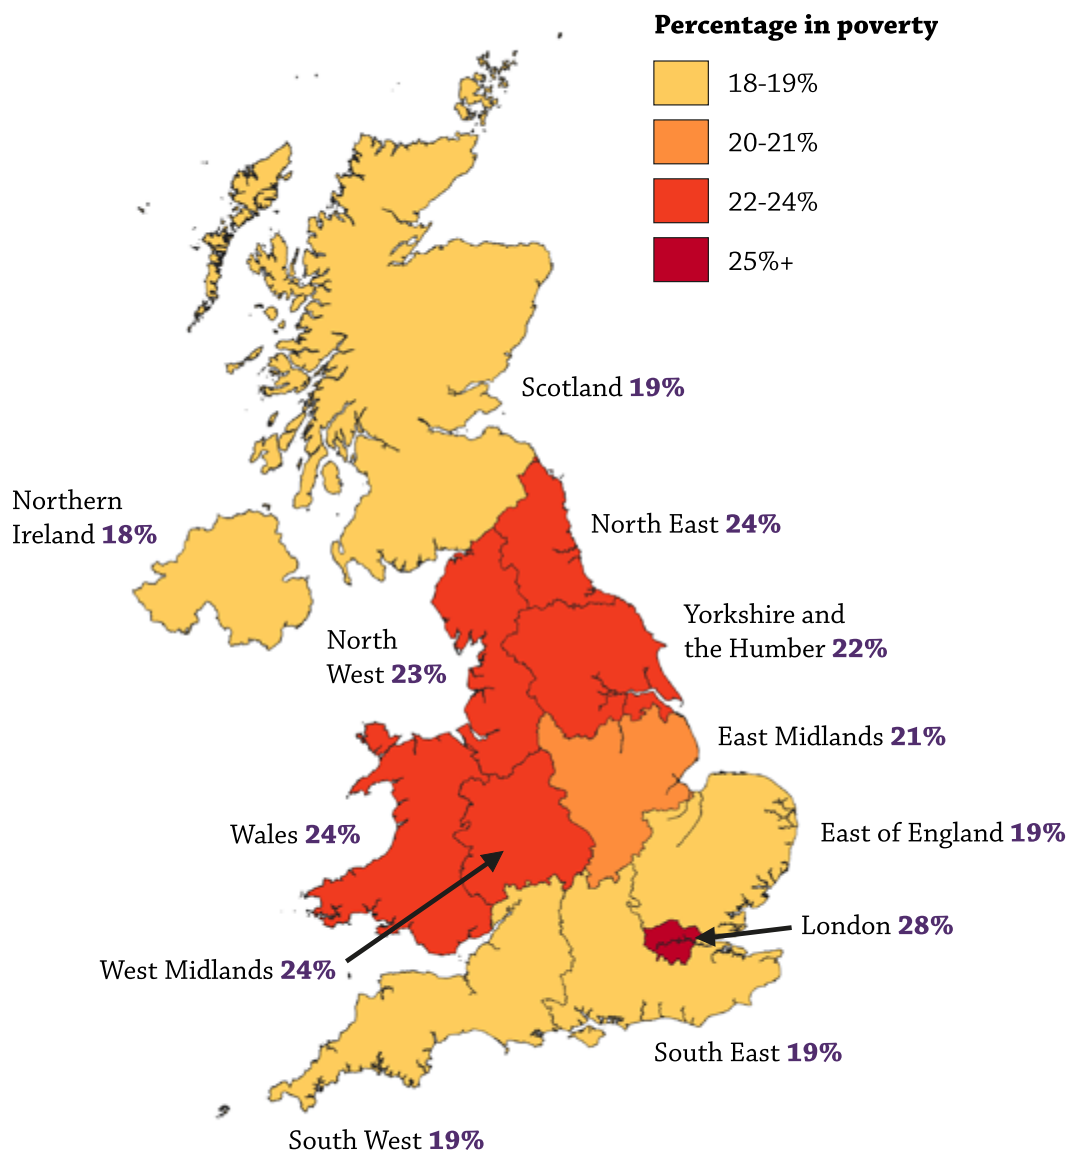 Percentage in poverty
18-19%
20-21%
22-24%
25%+
Scotland 19%
Northern
Ireland 18%
North East 24%
Yorkshire and
the Humber 22%
North
West 23%
East Midlands 21%
Wales 24%
East of England 19%
London 28%
West Midlands 24%
South East 19%
South West 19%